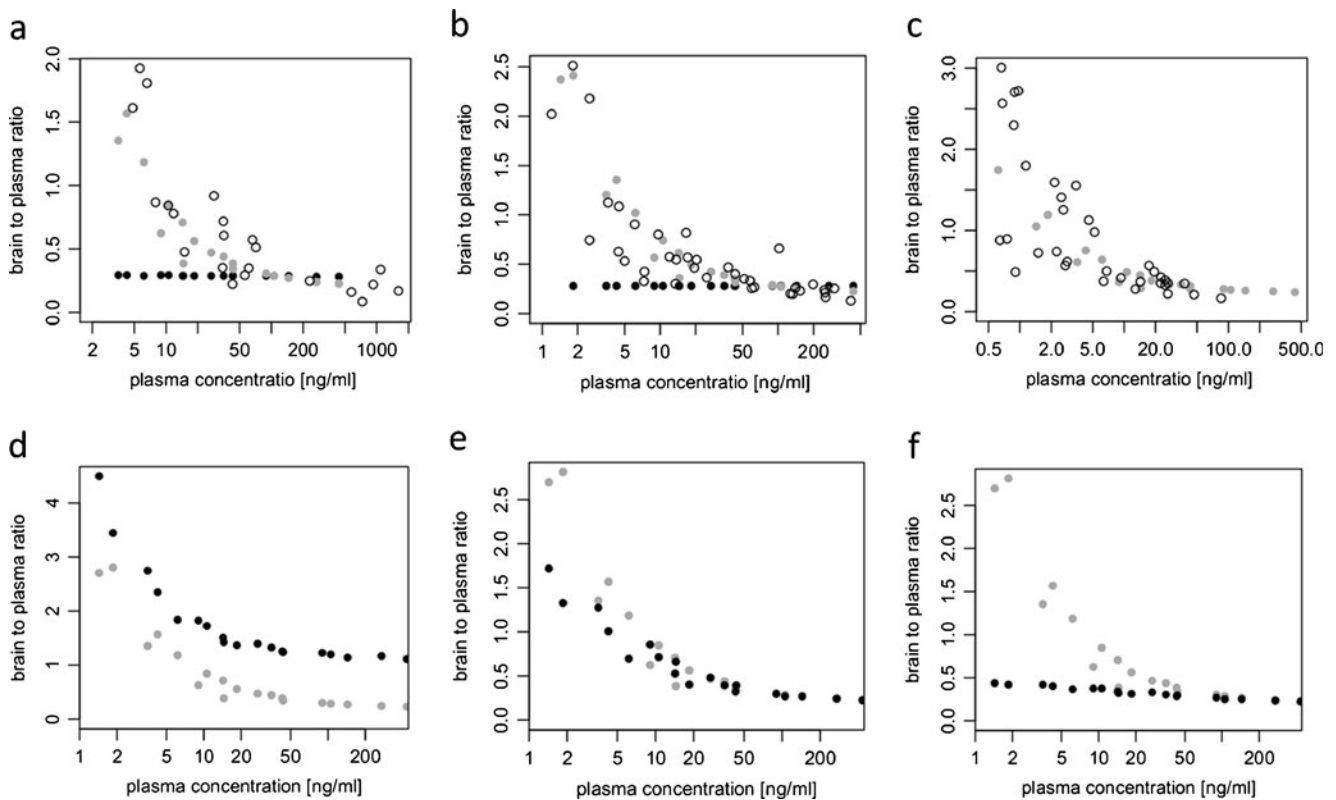 a
brain to plasma ratio
2.0
1.5
1.0
0.5
0.0
2 5 10 50 200 1000
plasma concentratio [ng/ml]
b
brain to plasma ratio
2.5
2.0
1.5
1.0
0.5
0.0
1 2 5 10 50 200
plasma concentratio [ng/ml]
c
brain to plasma ratio
3.0
2.0
1.0
0.0
0.5 2.0 5.0 20.0 100.0 500.0
plasma concentratio [ng/ml]
d
brain to plasma ratio
4
3
2
1
0
1 2 5 10 20 50 200
plasma concentration [ng/ml]
e
brain to plasma ratio
2.5
2.0
1.5
1.0
0.5
0.0
1 2 5 10 20 50 200
plasma concentration [ng/ml]
f
brain to plasma ratio
2.5
2.0
1.5
1.0
0.5
0.0
1 2 5 10 20 50 200
plasma concentration [ng/ml]